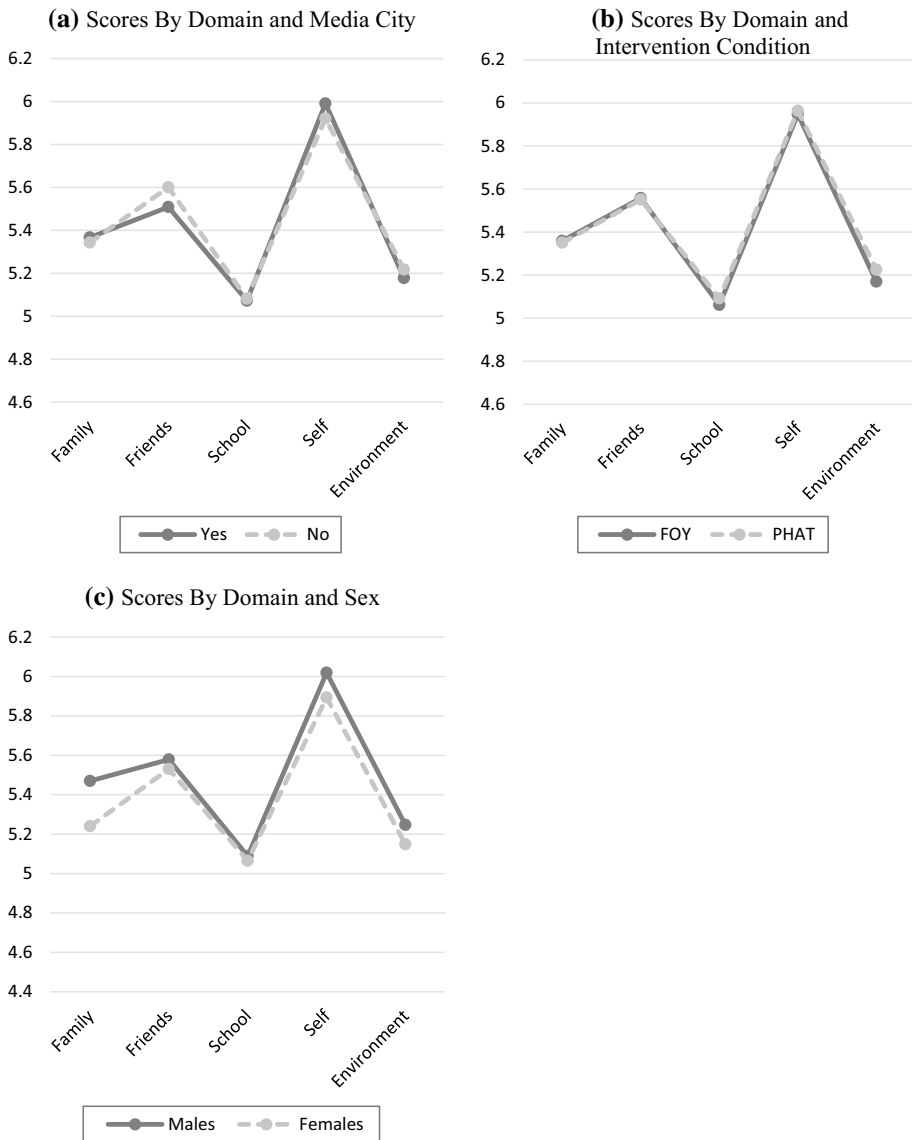 (a) Scores By Domain and Media City
6.2
6
5.8
5.6
5.4
5.2
5
4.8
4.6
Family
Friends
School
Self
Environment
Yes
No
(b) Scores By Domain and
Intervention Condition
6.2
6
5.8
5.6
5.4
5.2
5
4.8
4.6
Family
Friends
School
Self
Environment
FOY
PHAT
(c) Scores By Domain and Sex
6.2
6
5.8
5.6
5.4
5.2
5
4.8
4.6
4.4
Family
Friends
School
Self
Environment
Males
Females